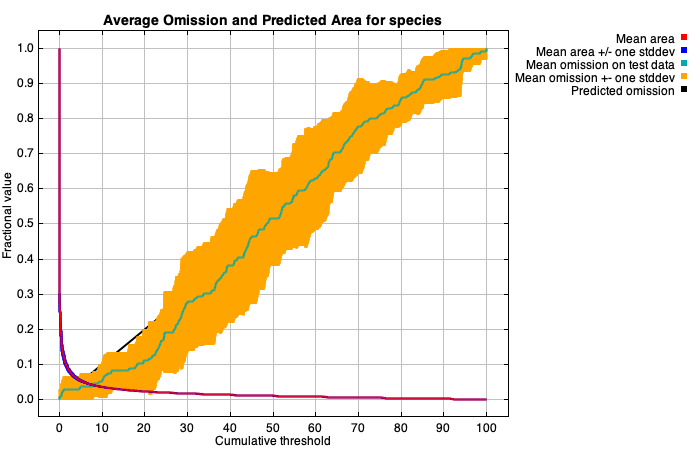 Average Omission and Predicted Area for species
Mean area
Mean area +/- one stddev
Mean omission on test data
Mean omission +- one stddev
Predicted omission
Fractional value
1.0
0.9
0.8
0.7
0.6
0.5
0.4
0.3
0.2
0.1
0.0
0 10 20 30 40 50 60 70 80 90 100
Cumulative threshold